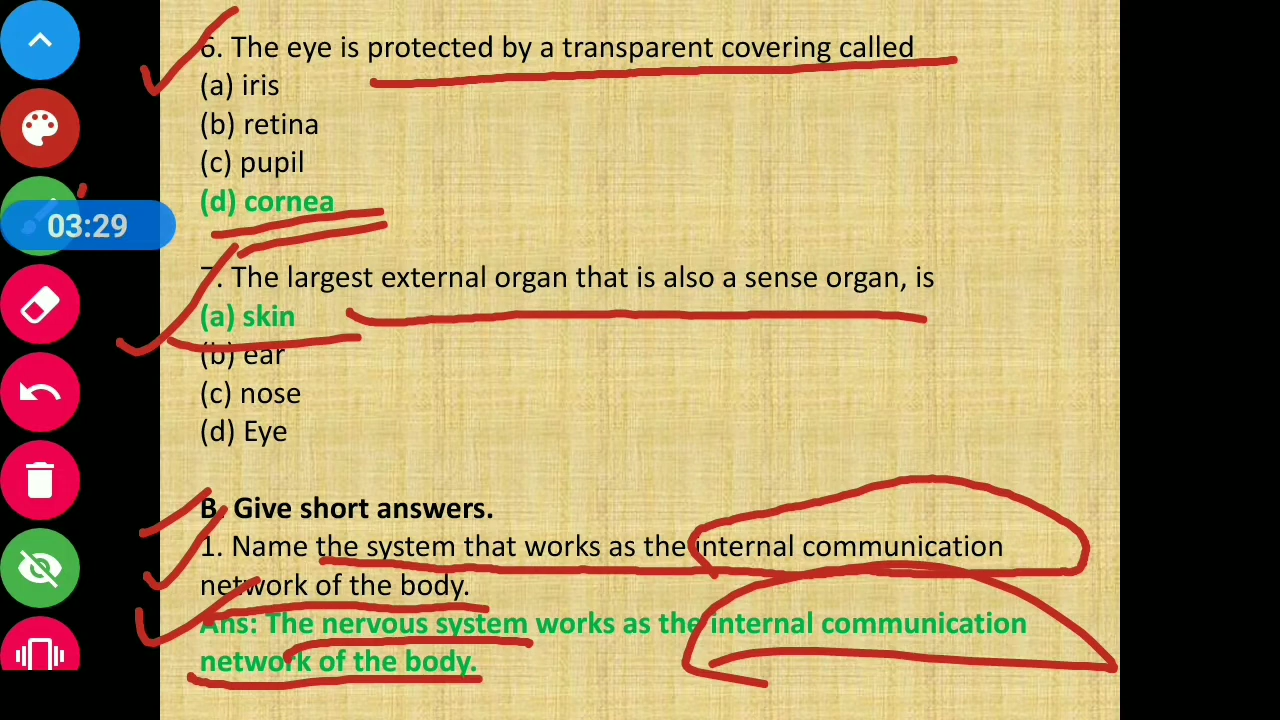 6. The eye is protected by a transparent covering called
(a) iris
(b) retina
(c) pupil
(d) cornea
03:29
7. The largest external organ that is also a sense organ, is
(a) skin
(b) ear
(c) nose
(d) Eye
B. Give short answers.
1. Name the system that works as the internal communication
network of the body.
Ans: The nervous system works as the internal communication
network of the body.